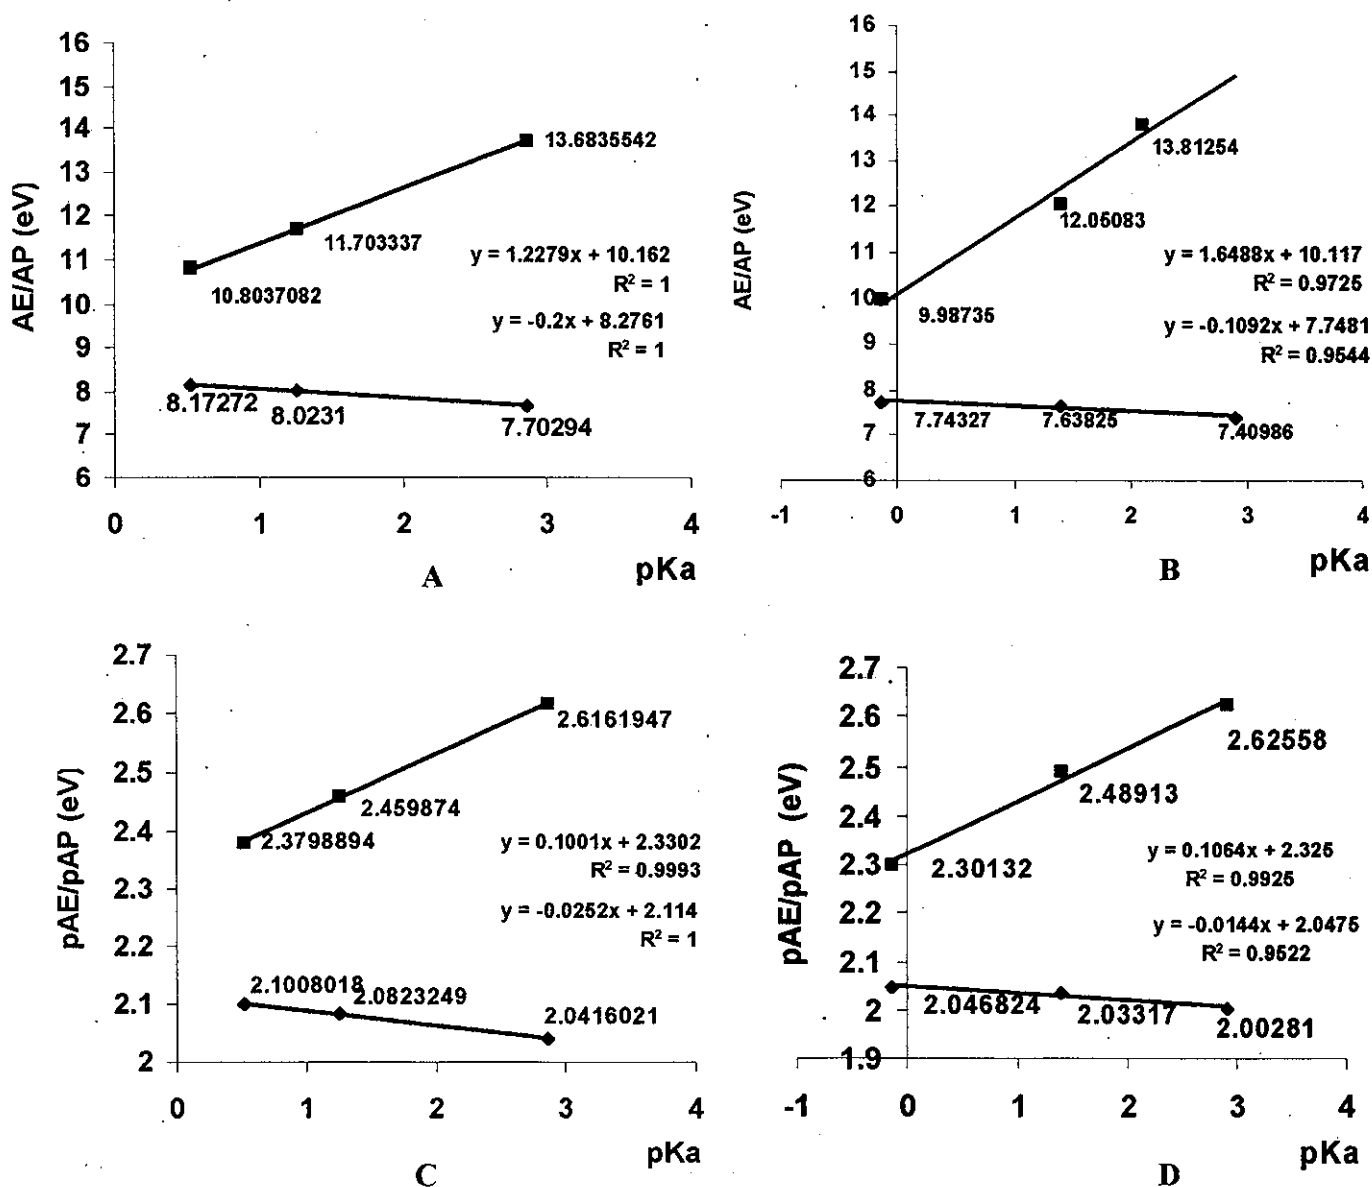 16
15
14
13
12
11
10
9
8
7
6
AE/AP (eV)
13.6835542
11.703337
10.8037082
y = 1.2279x + 10.162
R² = 1
y = -0.2x + 8.2761
R² = 1
8.17272
8.0231
7.70294
0 1 2 3 4
pKa
A
16
15
14
13
12
11
10
9
8
7
6
AE/AP (eV)
13.81254
12.05083
9.98735
y = 1.6488x + 10.117
R² = 0.9725
y = -0.1092x + 7.7481
R² = 0.9544
7.74327
7.63825
7.40986
-1 0 1 2 3 4
pKa
B
2.7
2.6
2.5
2.4
2.3
2.2
2.1
2
pAE/pAP (eV)
2.6161947
2.459874
2.3798894
y = 0.1001x + 2.3302
R² = 0.9993
y = -0.0252x + 2.114
R² = 1
2.1008018
2.0823249
2.0416021
0 1 2 3 4
pKa
C
2.7
2.6
2.5
2.4
2.3
2.2
2.1
2
1.9
pAE/pAP (eV)
2.62558
2.48913
2.30132
y = 0.1064x + 2.325
R² = 0.9925
y = -0.0144x + 2.0475
R² = 0.9522
2.046824
2.03317
2.00281
-1 0 1 2 3 4
pKa
D